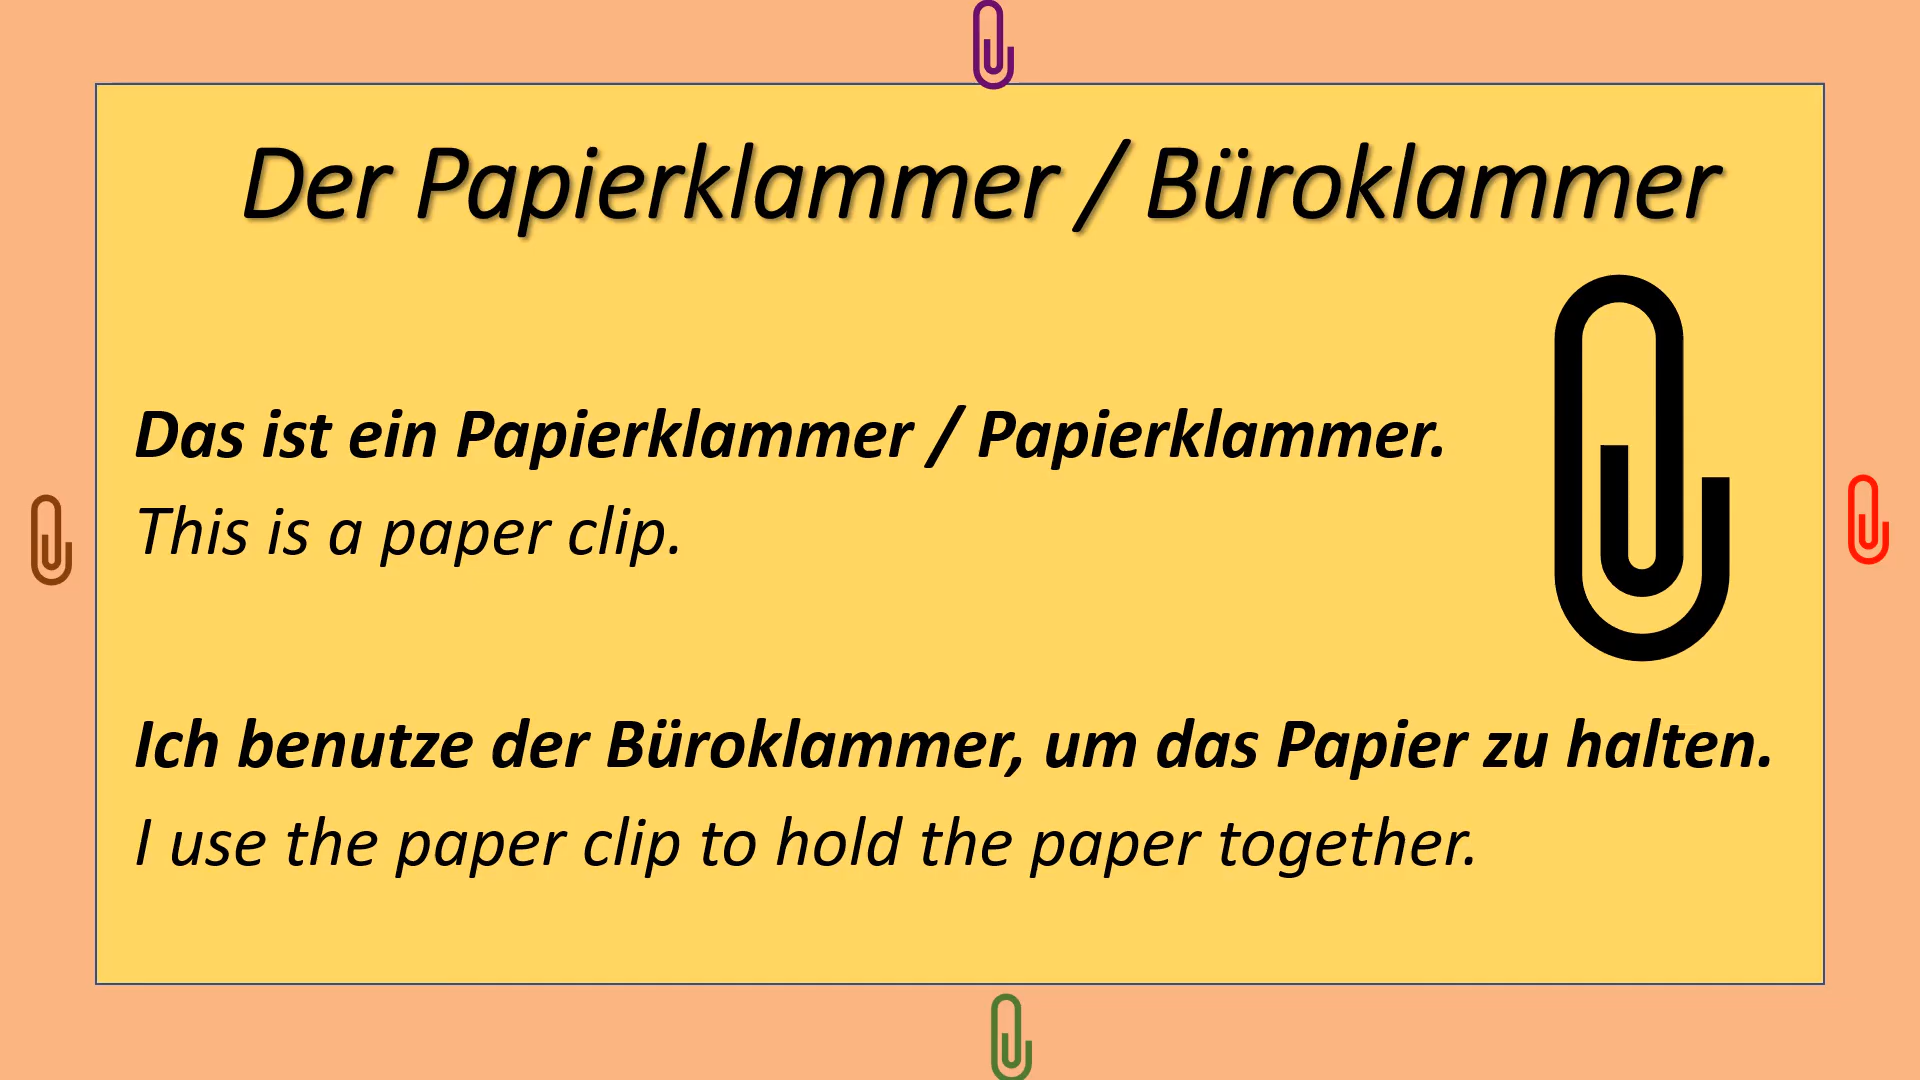 Der Papierklammer / Büroklammer
Das ist ein Papierklammer / Papierklammer.
This is a paper clip.
Ich benutze der Büroklammer, um das Papier zu halten.
I use the paper clip to hold the paper together.